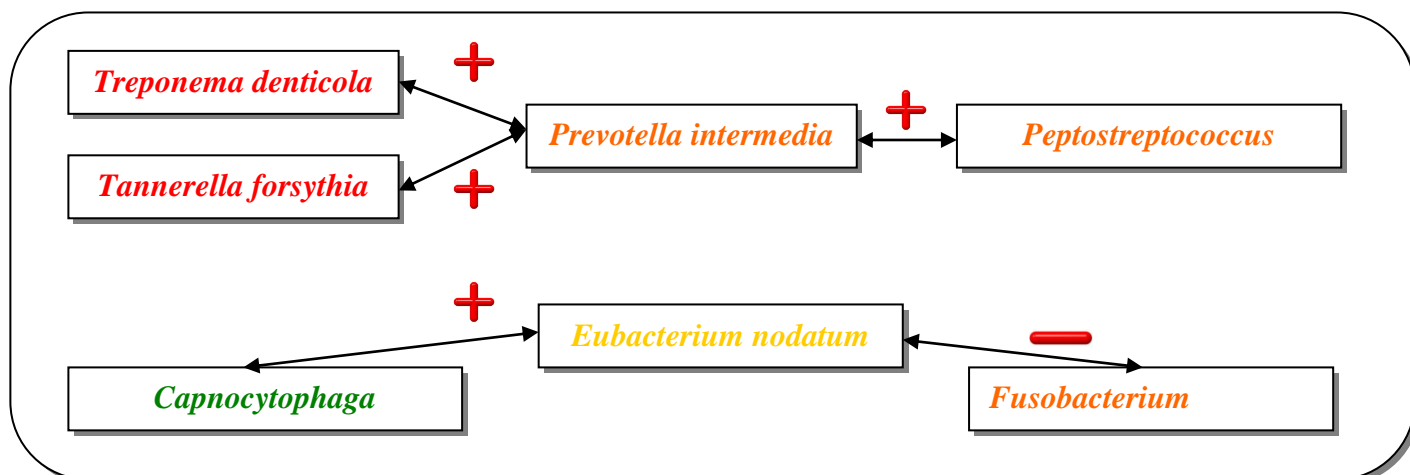 Treponema denticola
Tannerella forsythia
Prevotella intermedia
Peptostreptococcus
Eubacterium nodatum
Capnocytophaga
Fusobacterium